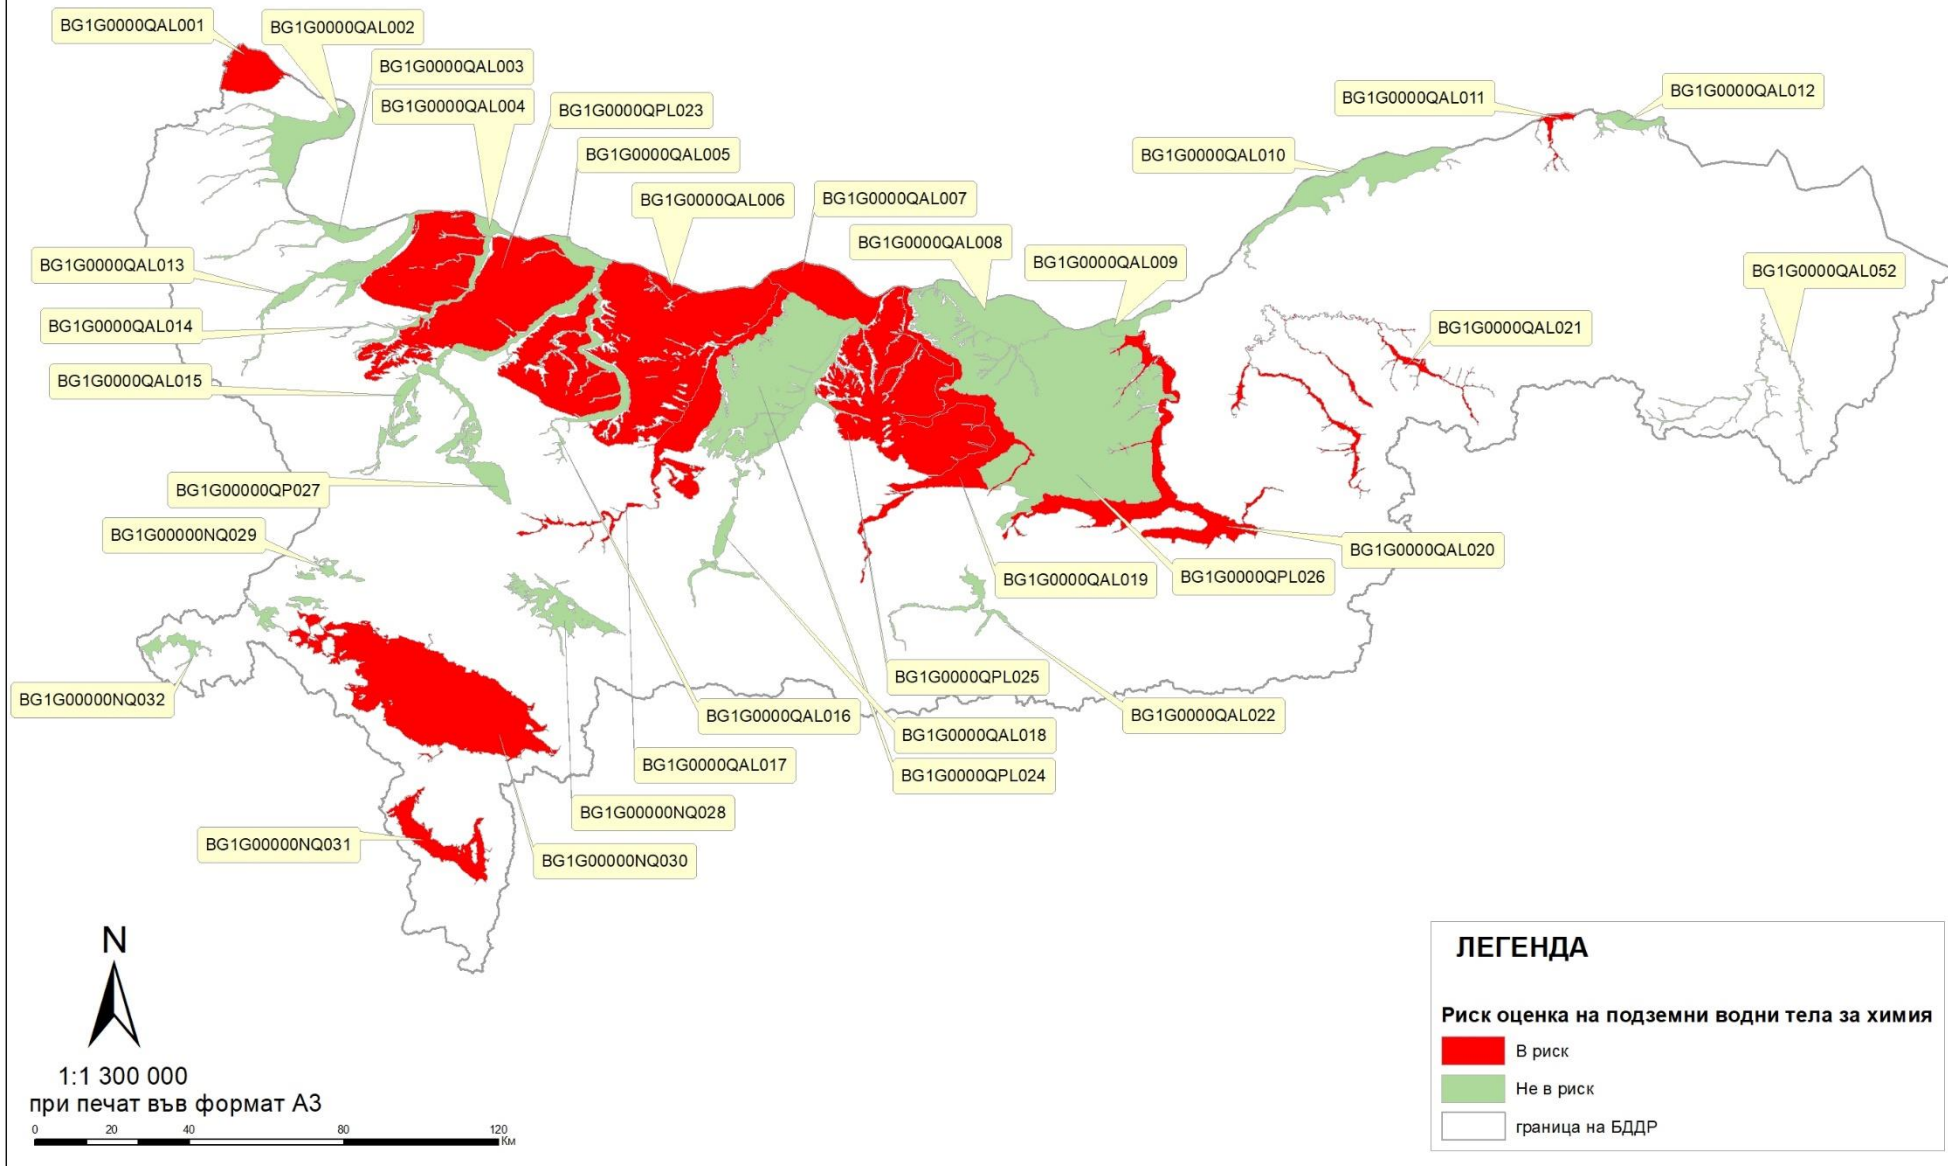 BG1G0000QAL001
BG1G0000QAL002
BG1G0000QAL003
BG1G0000QAL004
BG1G0000QPL023
BG1G0000QAL005
BG1G0000QAL006
BG1G0000QAL007
BG1G0000QAL008
BG1G0000QAL009
BG1G0000QAL010
BG1G0000QAL011
BG1G0000QAL012
BG1G0000QAL052
BG1G0000QAL021
BG1G0000QAL013
BG1G0000QAL014
BG1G0000QAL015
BG1G00000QP027
BG1G00000NQ029
BG1G00000NQ032
BG1G00000NQ031
BG1G00000NQ030
BG1G00000NQ028
BG1G0000QAL017
BG1G0000QAL016
BG1G0000QPL025
BG1G0000QAL018
BG1G0000QPL024
BG1G0000QAL019
BG1G0000QPL026
BG1G0000QAL020
BG1G0000QAL022
N
1:1 300 000
при печат във формат А3
0 20 40 80 120
Км
ЛЕГЕНДА
Риск оценка на подземни водни тела за химия
В риск
Не в риск
граница на БДДР